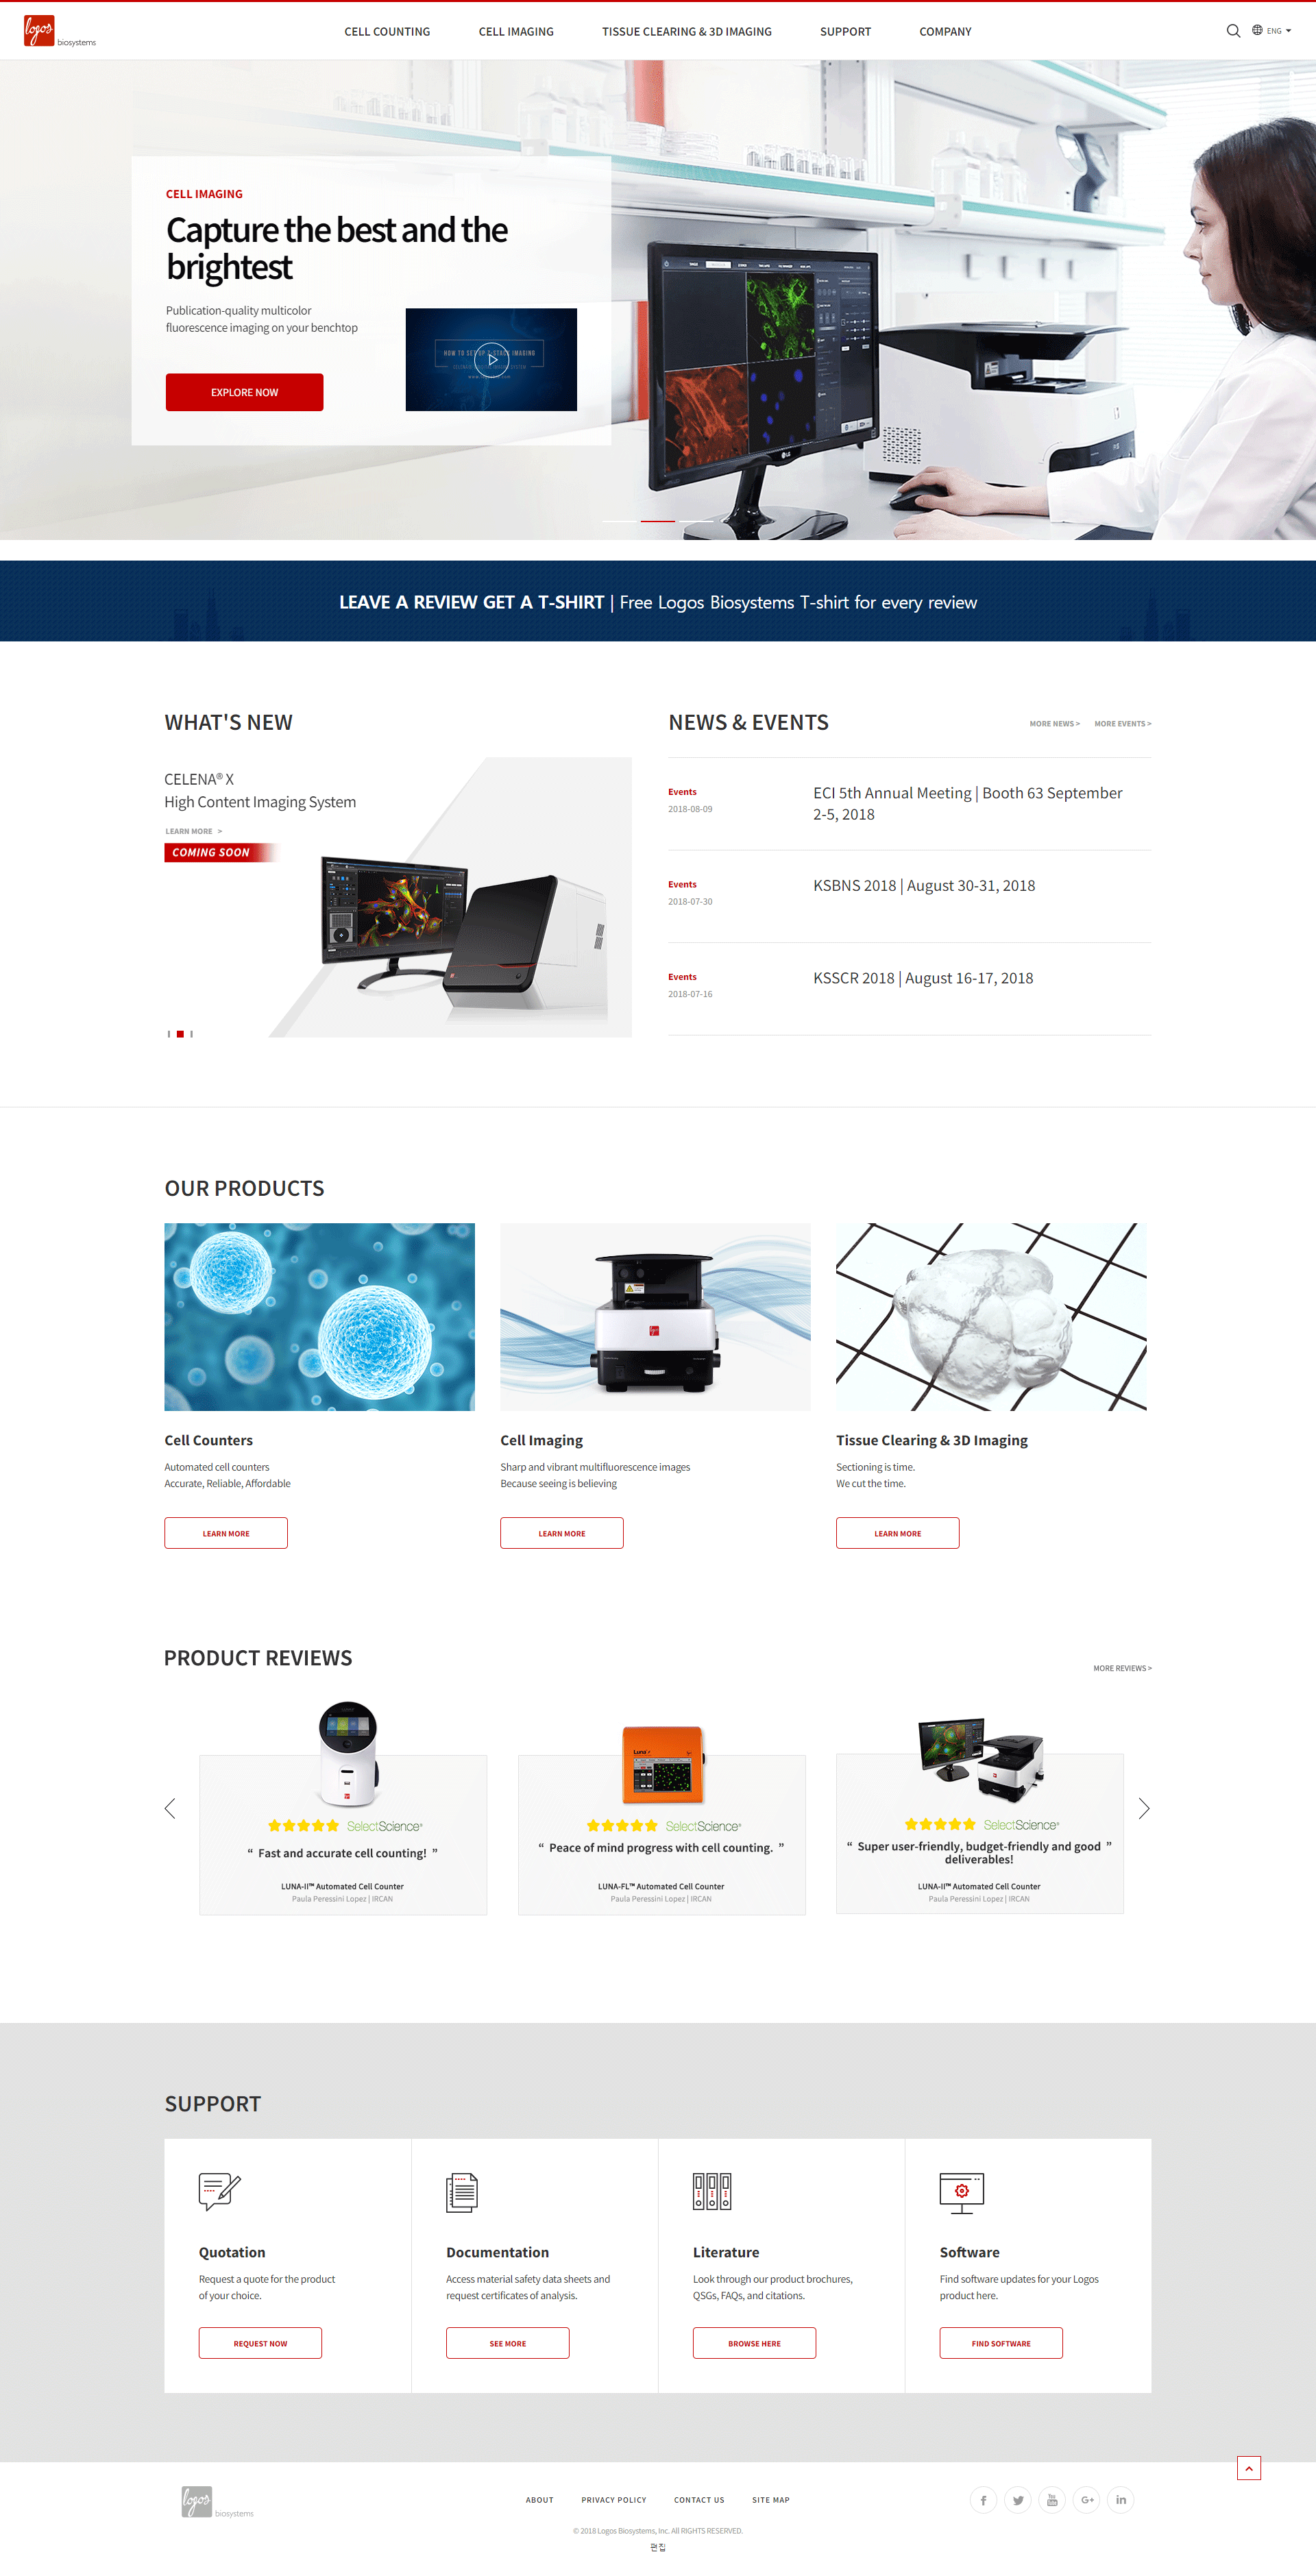 logos
biosystems
CELL COUNTING
CELL IMAGING
TISSUE CLEARING & 3D IMAGING
SUPPORT
COMPANY
ENG
CELL IMAGING
Capture the best and the
brightest
Publication-quality multicolor
fluorescence imaging on your benchtop
EXPLORE NOW
HOW TO SET UP Z-STACK IMAGING
LG
LEAVE A REVIEW GET A T-SHIRT | Free Logos Biosystems T-shirt for every review
WHAT'S NEW
CELENA® X
High Content Imaging System
LEARN MORE >
COMING SOON
NEWS & EVENTS
MORE NEWS >
MORE EVENTS >
Events
2018-08-09
ECI 5th Annual Meeting | Booth 63 September
2-5, 2018
Events
2018-07-30
KSBNS 2018 | August 30-31, 2018
Events
2018-07-16
KSSCR 2018 | August 16-17, 2018
OUR PRODUCTS
Cell Counters
Automated cell counters
Accurate, Reliable, Affordable
LEARN MORE
Cell Imaging
Sharp and vibrant multifluorescence images
Because seeing is believing
LEARN MORE
Tissue Clearing & 3D Imaging
Sectioning is time.
We cut the time.
LEARN MORE
PRODUCT REVIEWS
MORE REVIEWS >
SelectScience®
“ Fast and accurate cell counting! ”
LUNA-II™ Automated Cell Counter
Paula Peressini Lopez | IRCAN
Luna
SelectScience®
“ Peace of mind progress with cell counting. ”
LUNA-FL™ Automated Cell Counter
Paula Peressini Lopez | IRCAN
SelectScience®
“ Super user-friendly, budget-friendly and good ”
deliverables!
LUNA-II™ Automated Cell Counter
Paula Peressini Lopez | IRCAN
SUPPORT
Quotation
Request a quote for the product
of your choice.
REQUEST NOW
Documentation
Access material safety data sheets and
request certificates of analysis.
SEE MORE
Literature
Look through our product brochures,
QSGs, FAQs, and citations.
BROWSE HERE
Software
Find software updates for your Logos
product here.
FIND SOFTWARE
logos
biosystems
ABOUT
PRIVACY POLICY
CONTACT US
SITE MAP
f
You
Tube
G+
in
© 2018 Logos Biosystems, Inc. All RIGHTS RESERVED.
편집